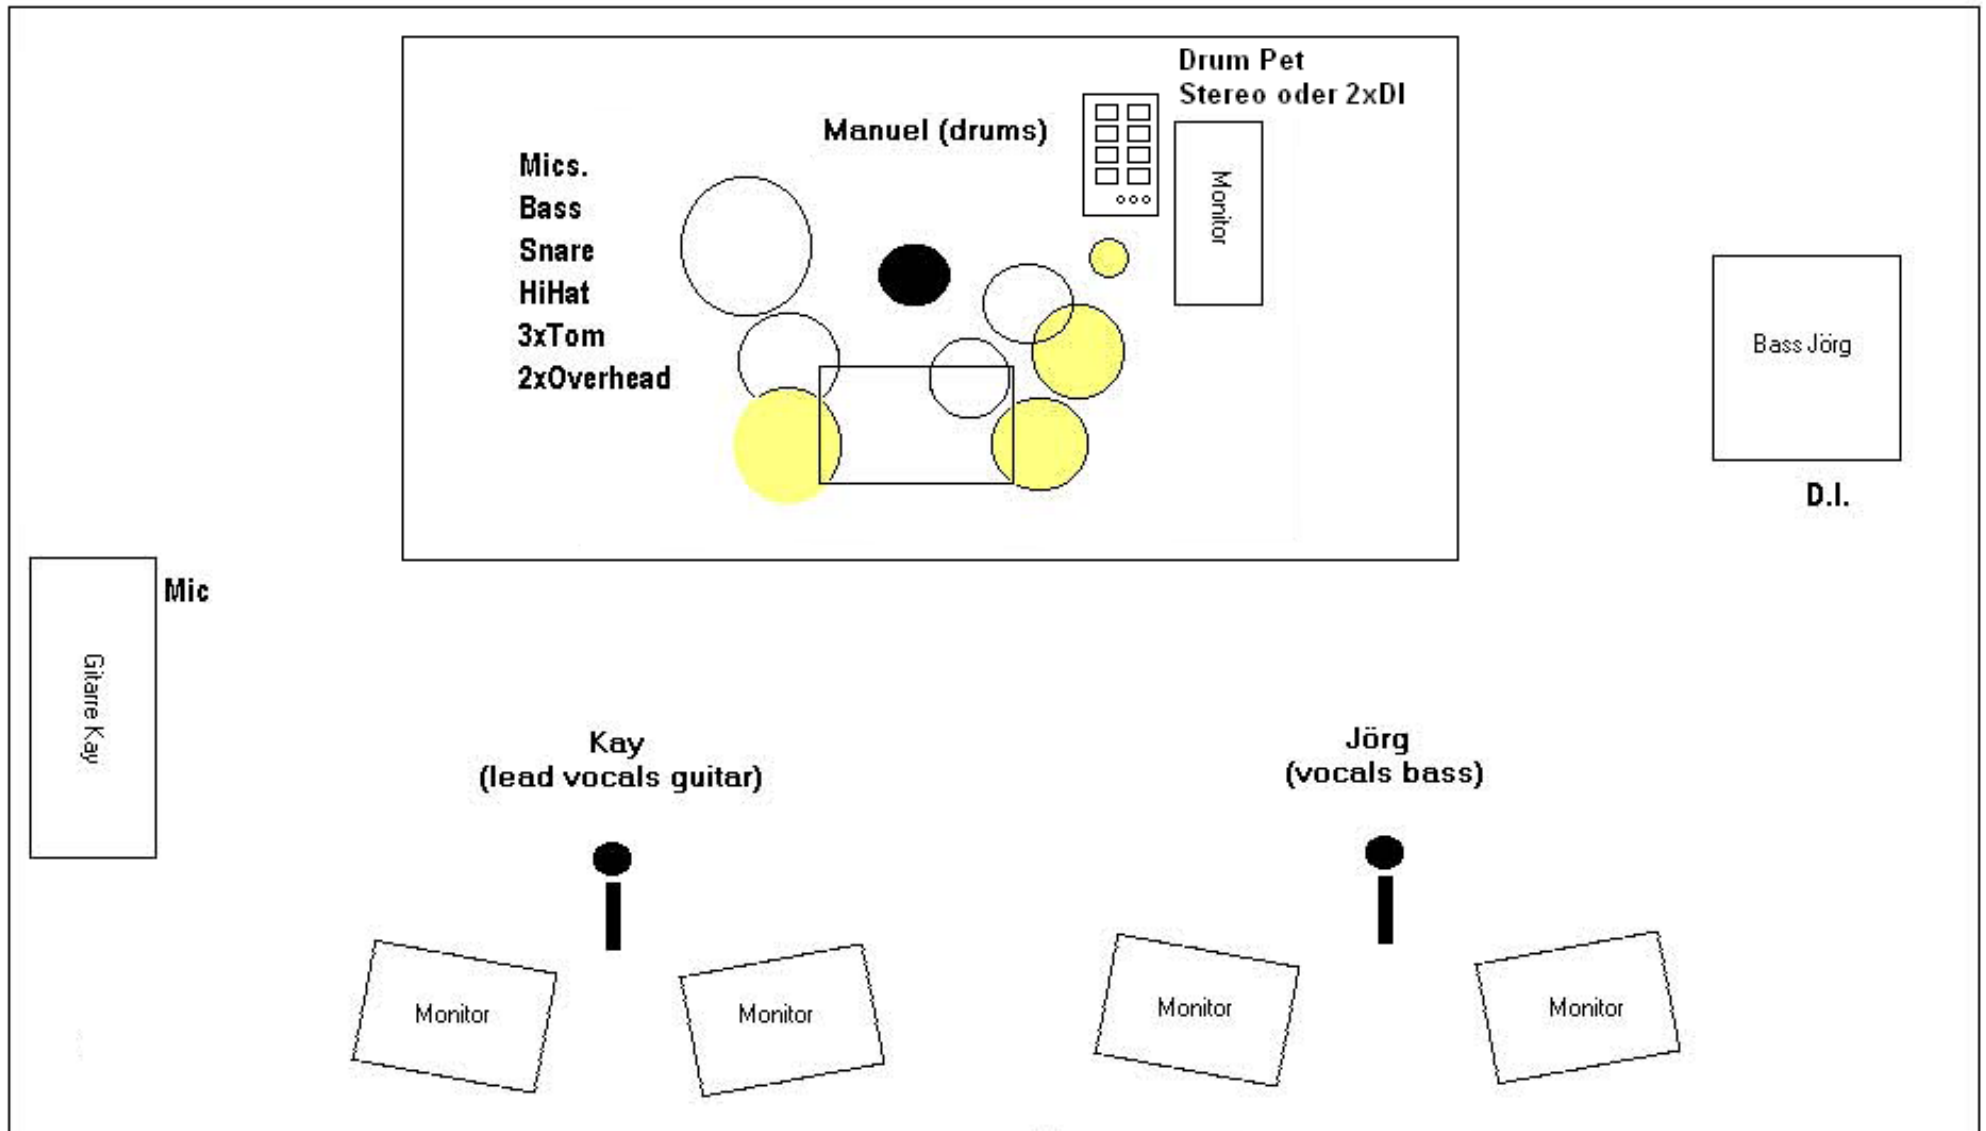 Drum Pet
Stereo oder 2xDI
Manuel (drums)
Mics.
Bass
Snare
HiHat
3xTom
2xOverhead
Monitor
Bass Jörg
D.I.
Mic
Gitarre Kay
Kay
(lead vocals guitar)
Jörg
(vocals bass)
Monitor
Monitor
Monitor
Monitor